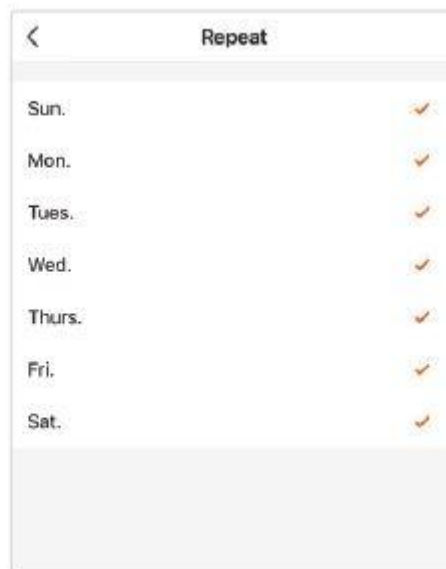 Repeat
Sun.
Mon.
Tues.
Wed.
Thurs.
Fri.
Sat.